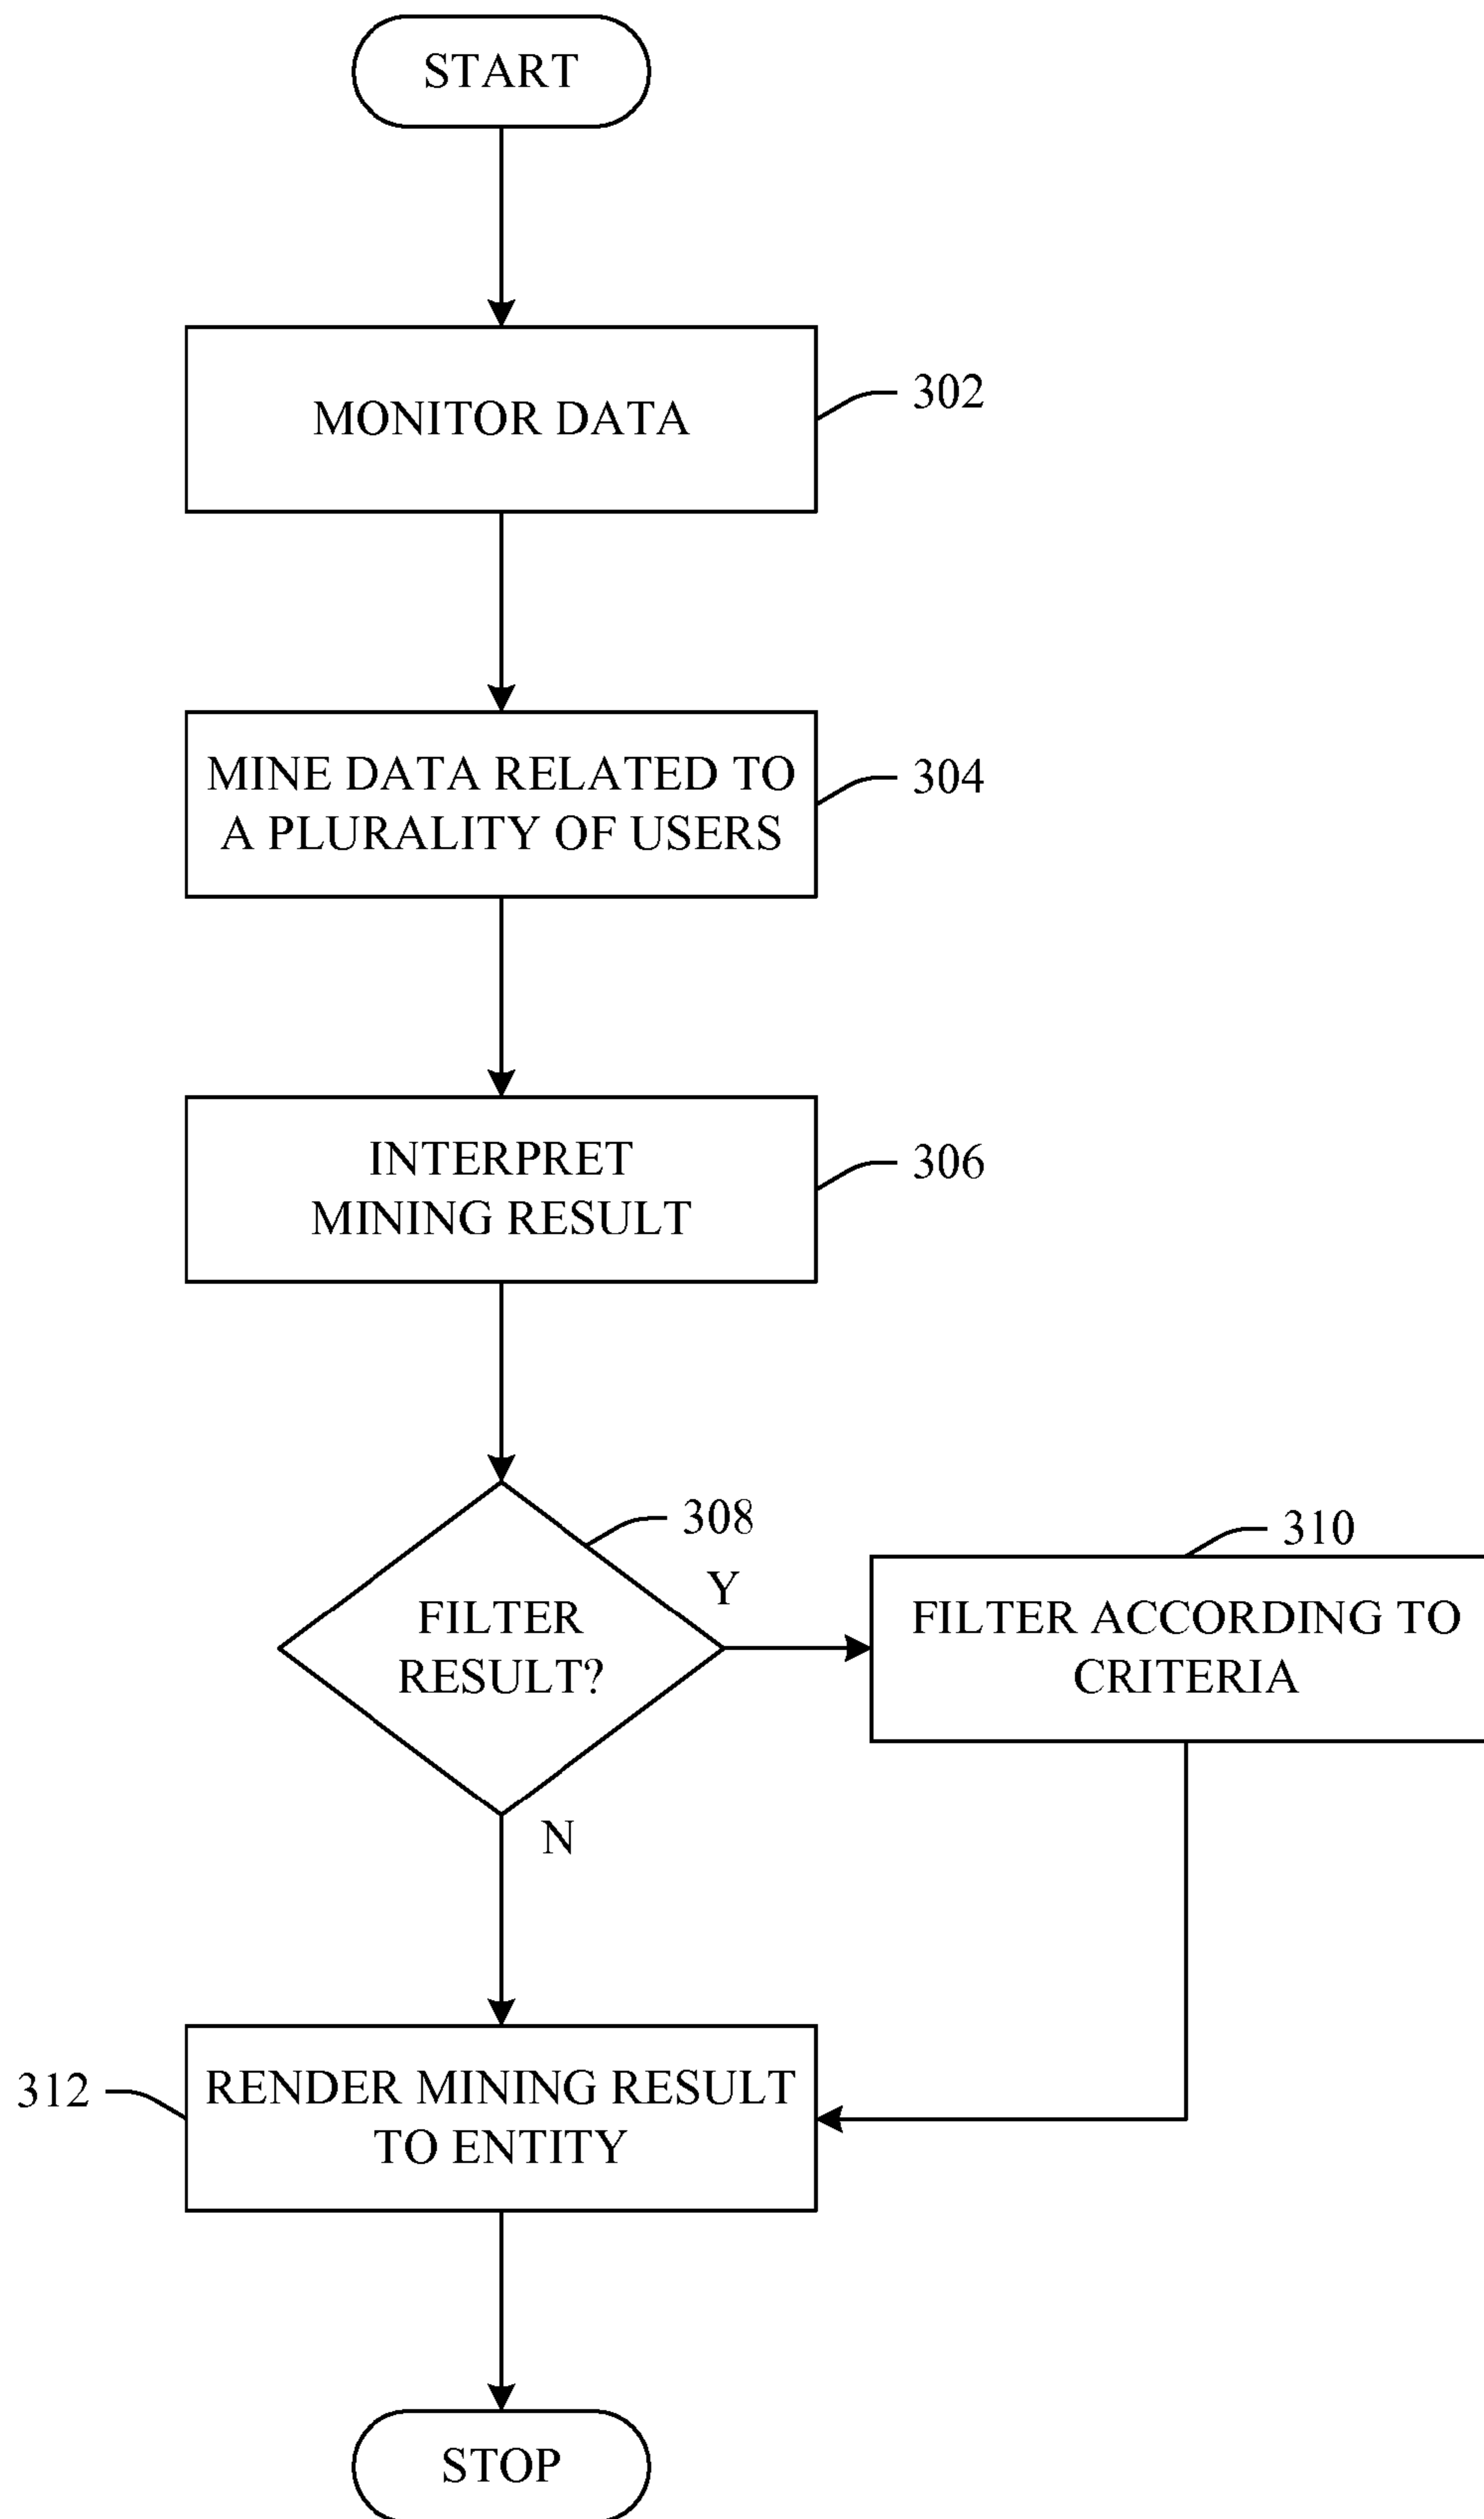 START
MONITOR DATA
302
MINE DATA RELATED TO
A PLURALITY OF USERS
304
INTERPRET
MINING RESULT
306
308
FILTER
RESULT?
Y
N
310
FILTER ACCORDING TO
CRITERIA
312
RENDER MINING RESULT
TO ENTITY
STOP